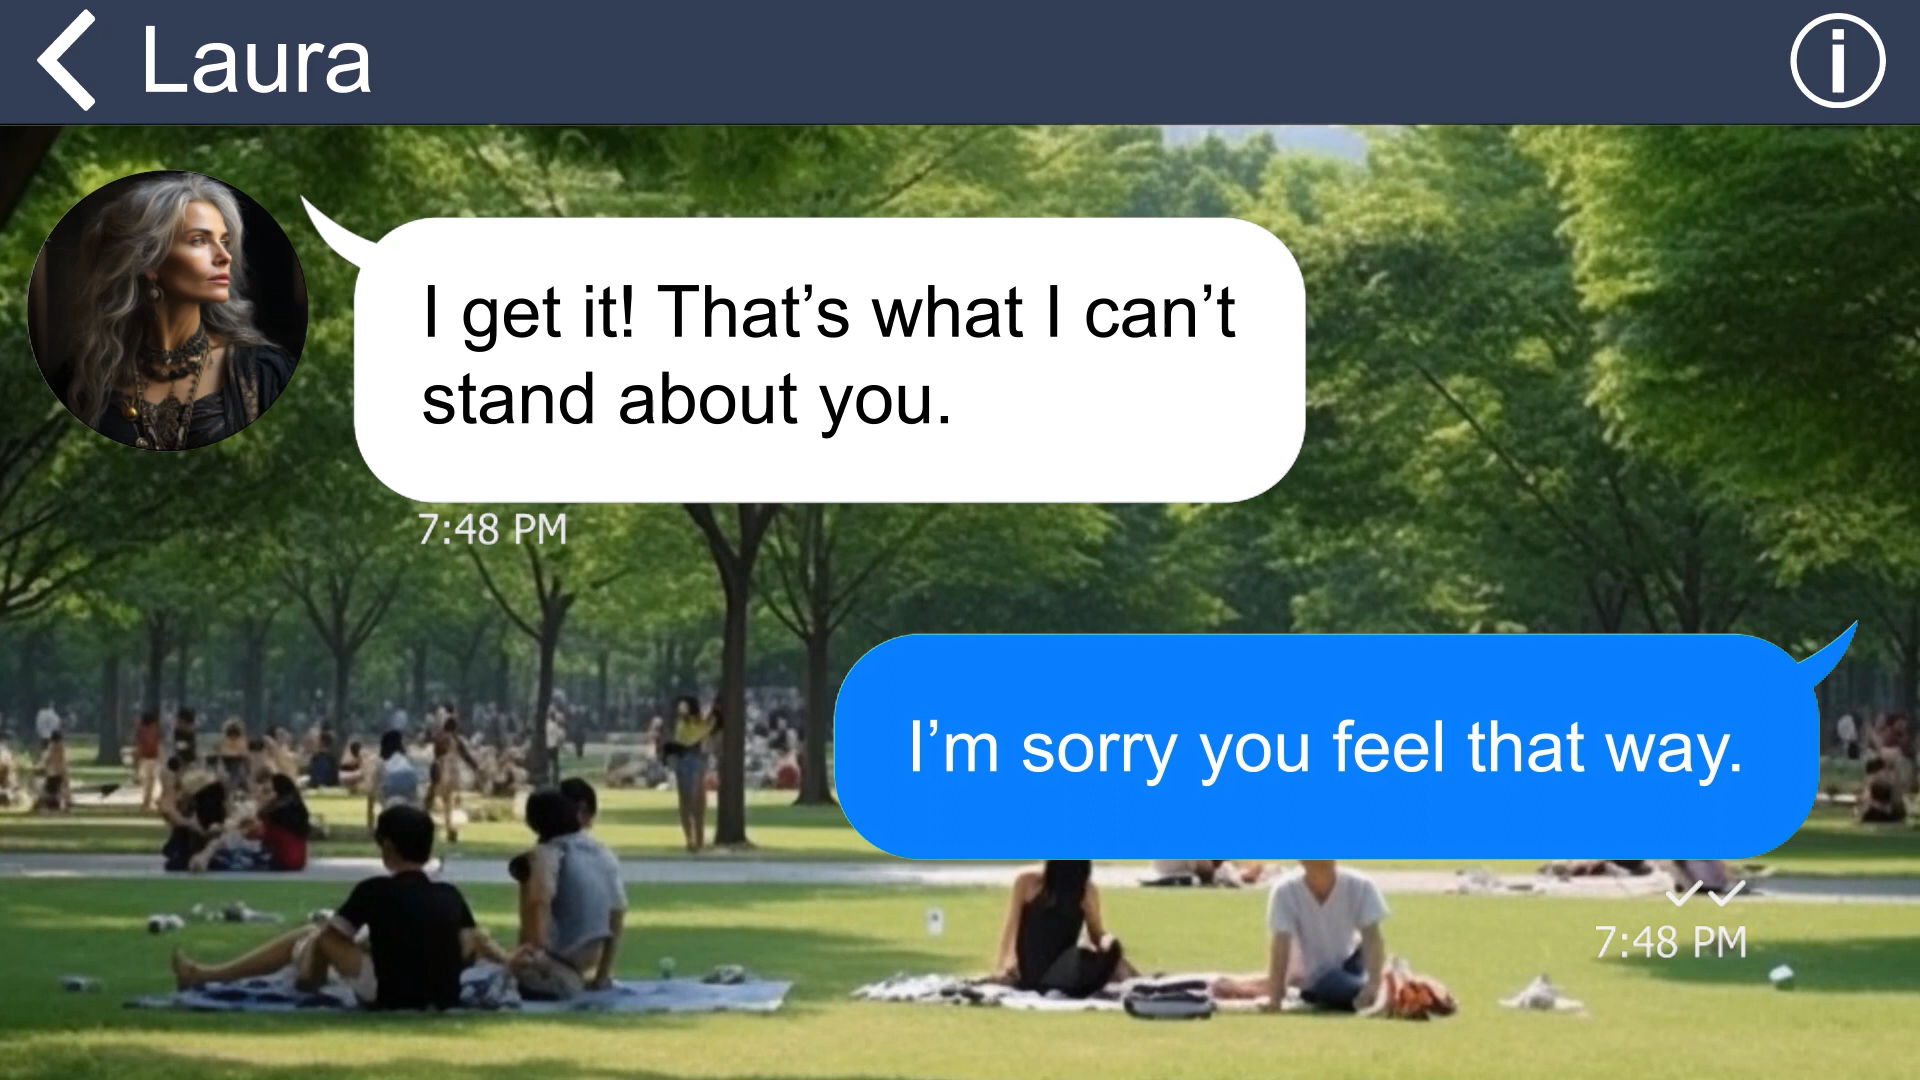 Laura
I get it! That’s what I can’t
stand about you.
7:48 PM
I’m sorry you feel that way.
7:48 PM